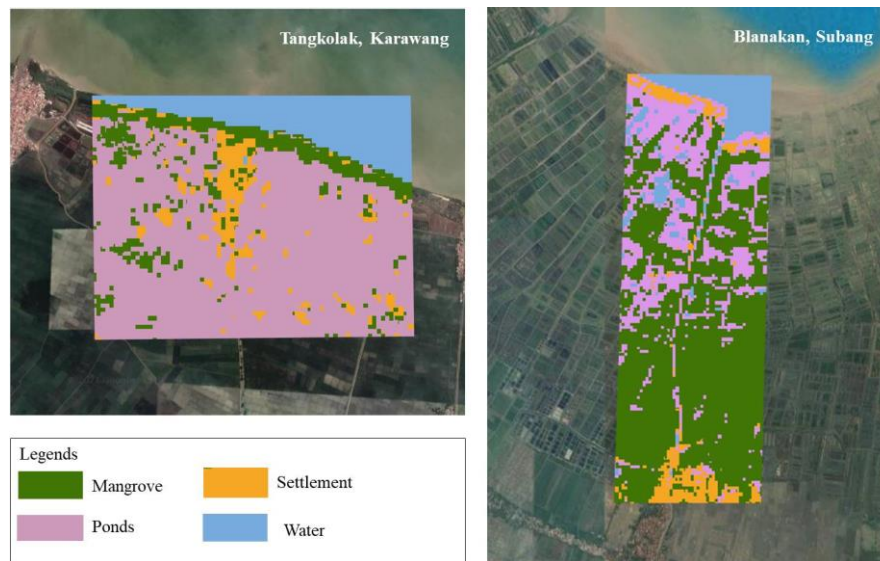 Tangkolak, Karawang
Blanakan, Subang
Legends
Mangrove
Settlement
Ponds
Water